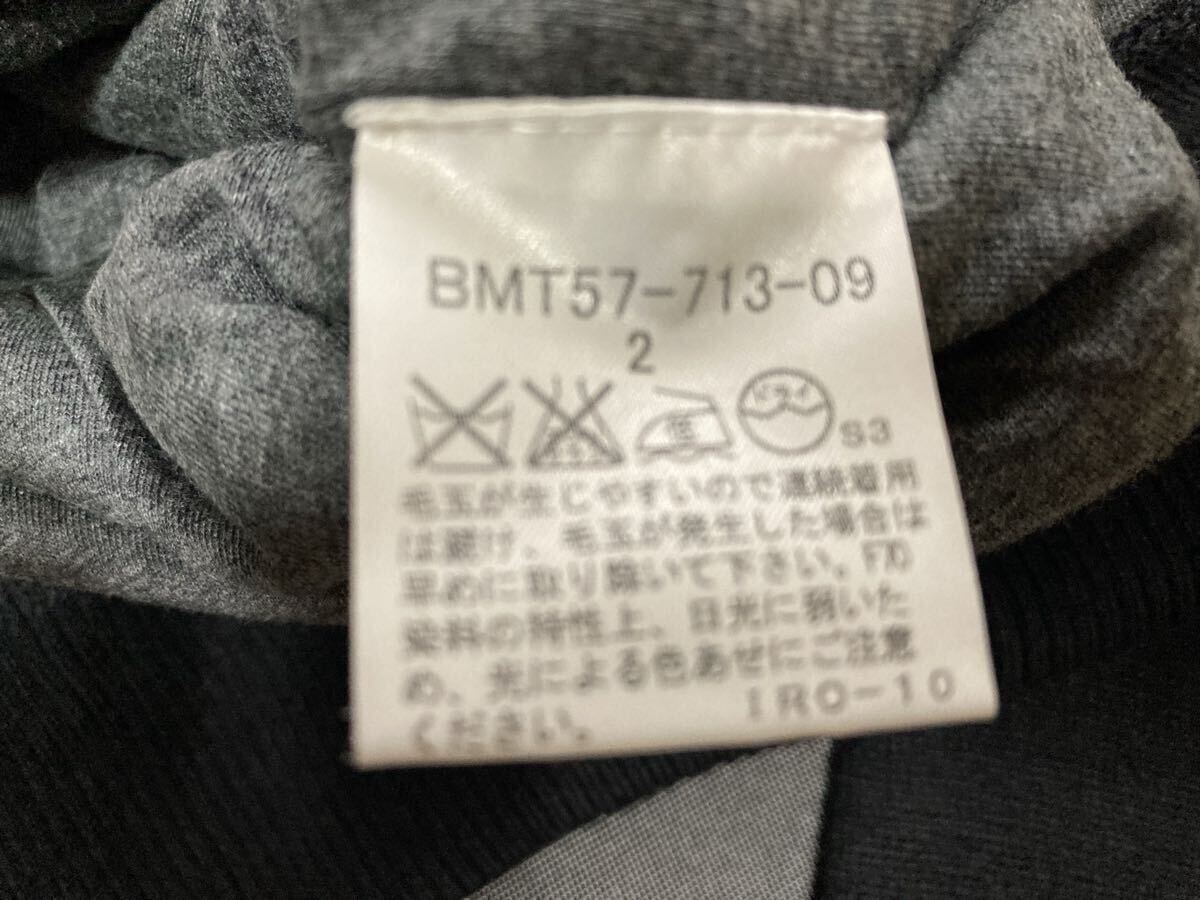 BMT57-713-09
2
S3
毛玉が生じやすいので連続着用
は避け、毛玉が発生した場合は
早めに取り除いて下さい。
染料の特性上、日光に弱いた
め、光による色あせにご注意
ください。 IRO-10